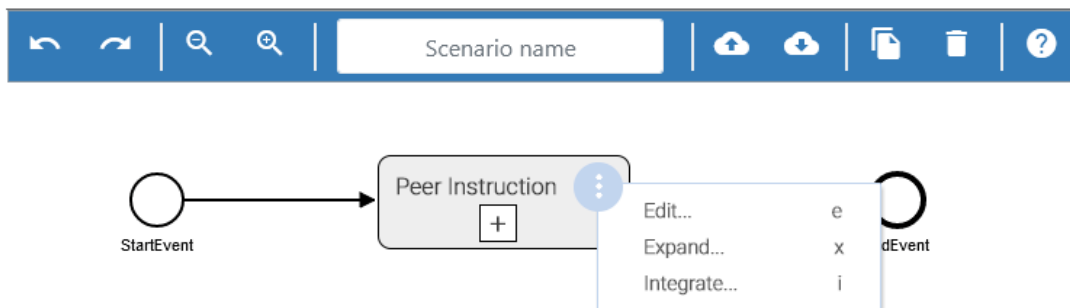 Scenario name
Peer Instruction
+
StartEvent
Edit... e
Expand... x
Integrate... i
dEvent